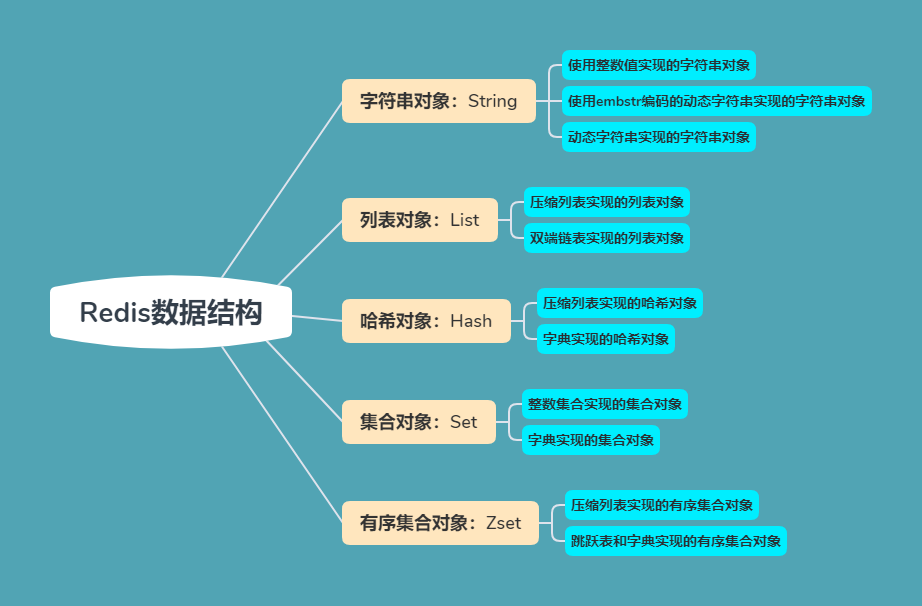 Redis数据结构
字符串对象：String
使用整数值实现的字符串对象
使用embstr编码的动态字符串实现的字符串对象
动态字符串实现的字符串对象
列表对象：List
压缩列表实现的列表对象
双端链表实现的列表对象
哈希对象：Hash
压缩列表实现的哈希对象
字典实现的哈希对象
集合对象：Set
整数集合实现的集合对象
字典实现的集合对象
有序集合对象：Zset
压缩列表实现的有序集合对象
跳跃表和字典实现的有序集合对象